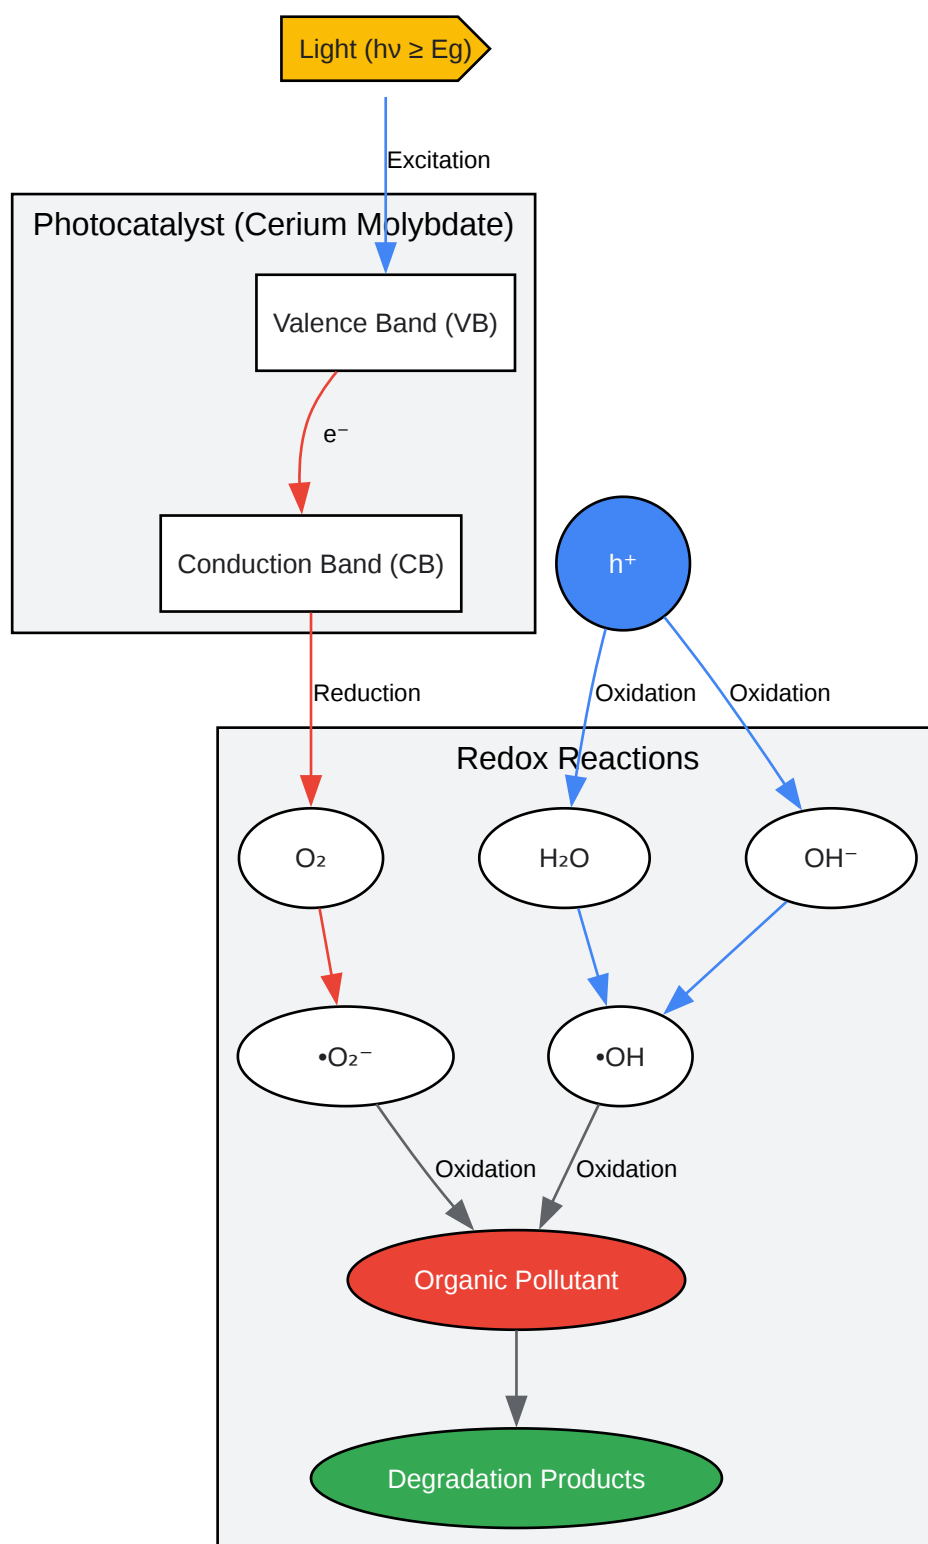 Light (hν ≥ Eg)
Excitation
Photocatalyst (Cerium Molybdate)
Valence Band (VB)
e⁻
Conduction Band (CB)
h⁺
Reduction
Oxidation
Oxidation
Redox Reactions
O₂
H₂O
OH⁻
•O₂⁻
•OH
Oxidation
Oxidation
Organic Pollutant
Degradation Products